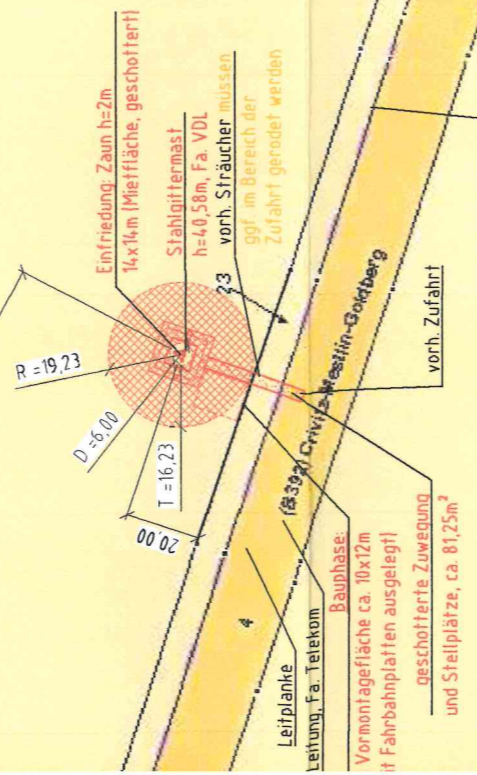 R =19,23
D =6,00
T =16,23
20,00
Einfriedung: Zaun h=2m
14x14m (Mietfläche, geschottert)
Stahlgittermast
h=40,58m, Fa. VDL
vorh. Sträucher müssen
ggf. im Bereich der
Zufahrt gerodet werden
23
4
(B392) Crivitz-Mestlin-Goldberg
vorh. Zufahrt
Leitplanke
Leitung, Fa. Telekom
Bauphase:
Vormontagefläche ca. 10x12m
it Fahrbahnplatten ausgelegt)
geschotterte Zuwegung
und Stellplätze, ca. 81,25m²